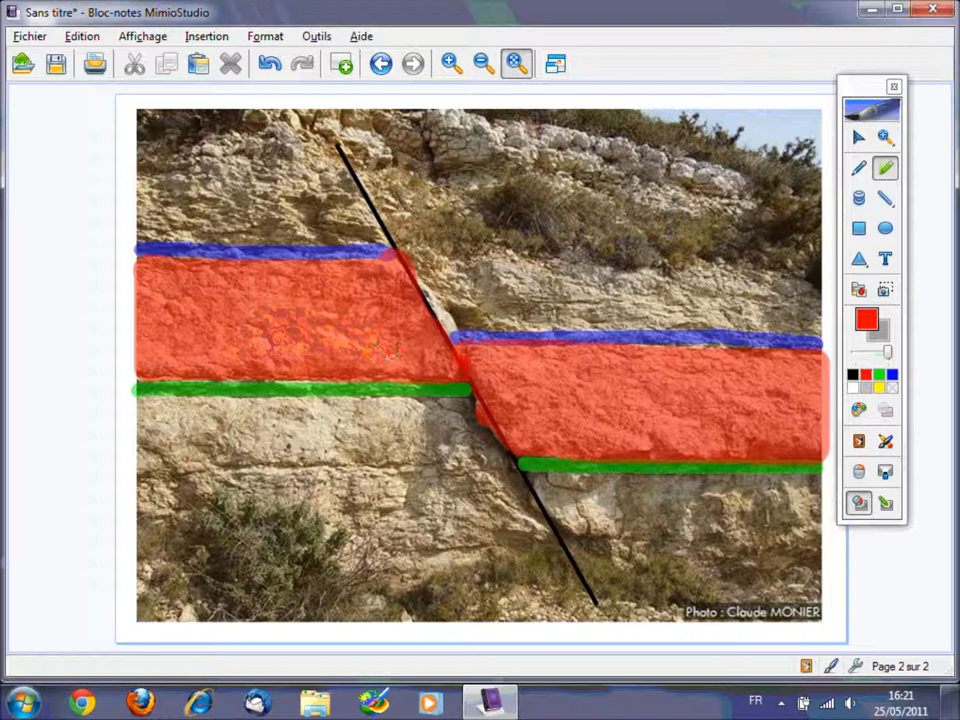 Sans titre* - Bloc-notes MimioStudio
Fichier Edition Affichage Insertion Format Outils Aide
T
Photo : Claude MONIER
Page 2 sur 2
FR
16:21
25/05/2011